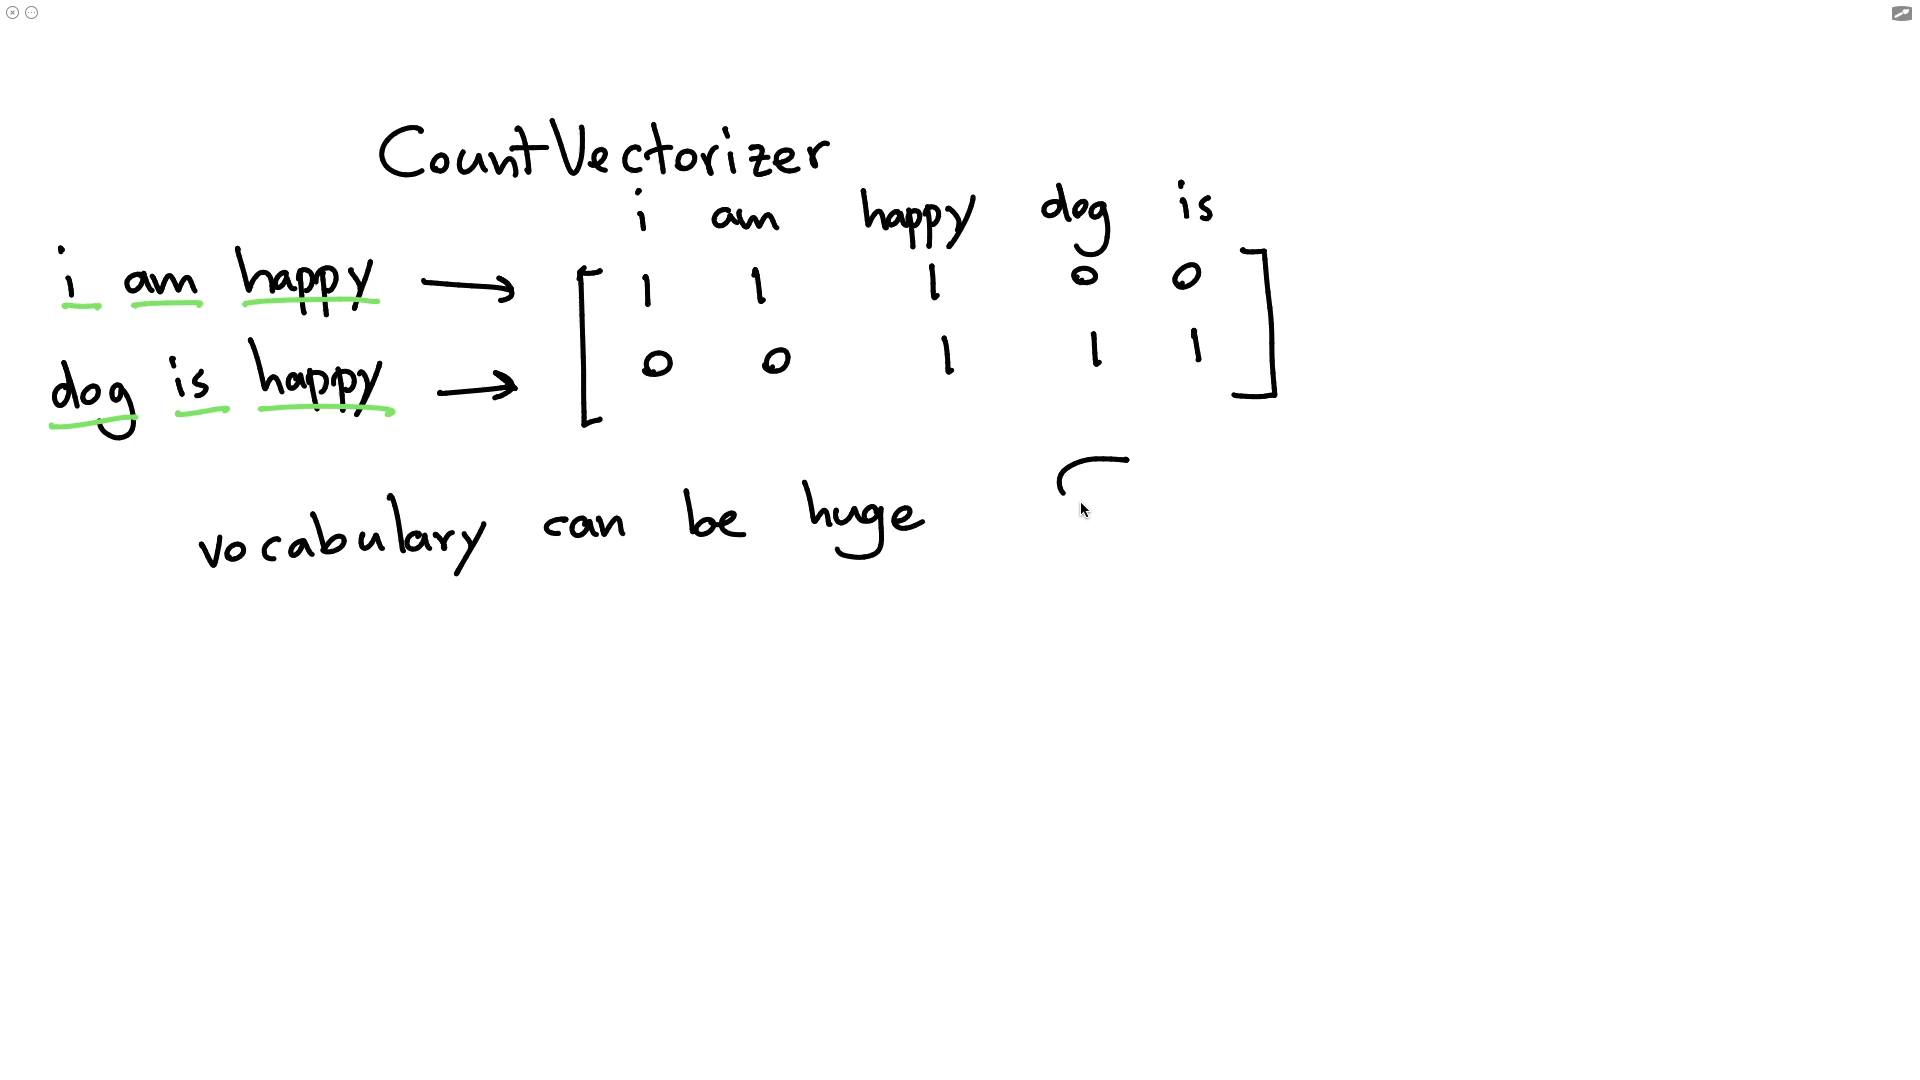 CountVectorizer
i am happy dog is
i am happy → 1 1 1 0 0
dog is happy → 0 0 1 1 1
vocabulary can be huge